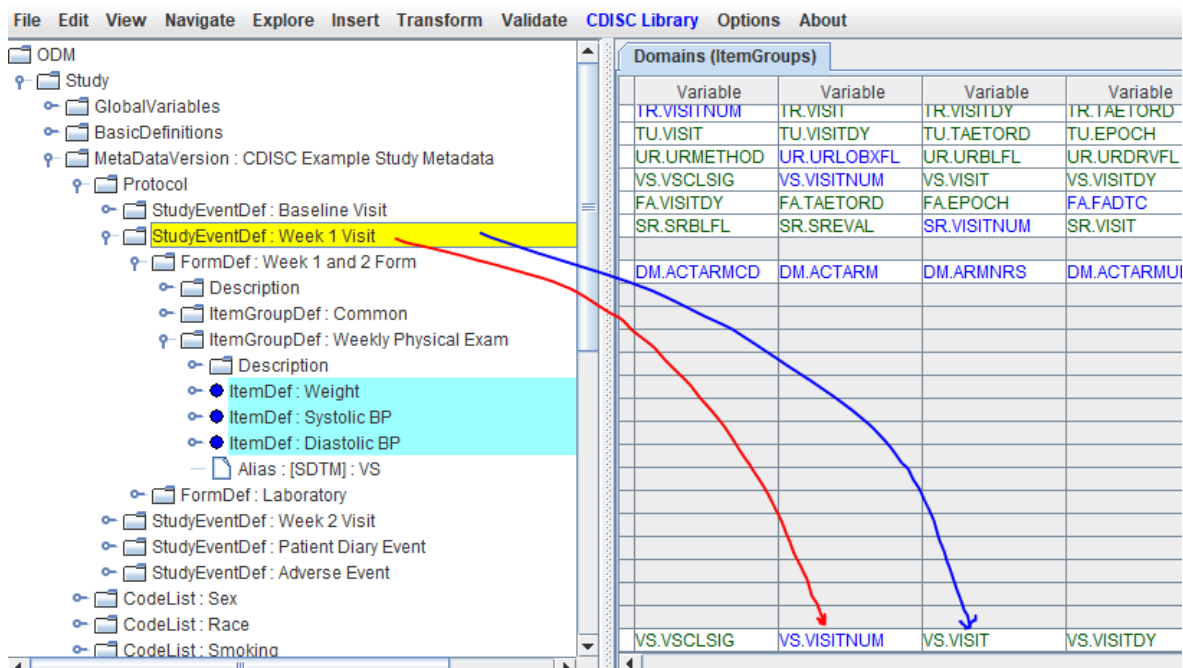 File Edit View Navigate Explore Insert Transform Validate CDISC Library Options About
ODM
Study
GlobalVariables
BasicDefinitions
MetaDataVersion : CDISC Example Study Metadata
Protocol
StudyEventDef : Baseline Visit
StudyEventDef : Week 1 Visit
FormDef : Week 1 and 2 Form
Description
ItemGroupDef : Common
ItemGroupDef : Weekly Physical Exam
Description
ItemDef : Weight
ItemDef : Systolic BP
ItemDef : Diastolic BP
Alias : [SDTM] : VS
FormDef : Laboratory
StudyEventDef : Week 2 Visit
StudyEventDef : Patient Diary Event
StudyEventDef : Adverse Event
CodeList : Sex
CodeList : Race
CodeList : Smoking
Domains (ItemGroups)
Variable Variable Variable Variable
TR.VISITNUM TR.VISIT TR.VISITDY TR.TAETORD
TU.VISIT TU.VISITDY TU.TAETORD TU.EPOCH
UR.URMETHOD UR.URLOBXFL UR.URBLFL UR.URDRVFL
VS.VSCLSIG VS.VISITNUM VS.VISIT VS.VISITDY
FA.VISITDY FA.TAETORD FA.EPOCH FA.FADTC
SR.SRBLFL SR.SREVAL SR.VISITNUM SR.VISIT
DM.ACTARMCD DM.ACTARM DM.ARMNRS DM.ACTARMU
VS.VSCLSIG VS.VISITNUM VS.VISIT VS.VISITDY